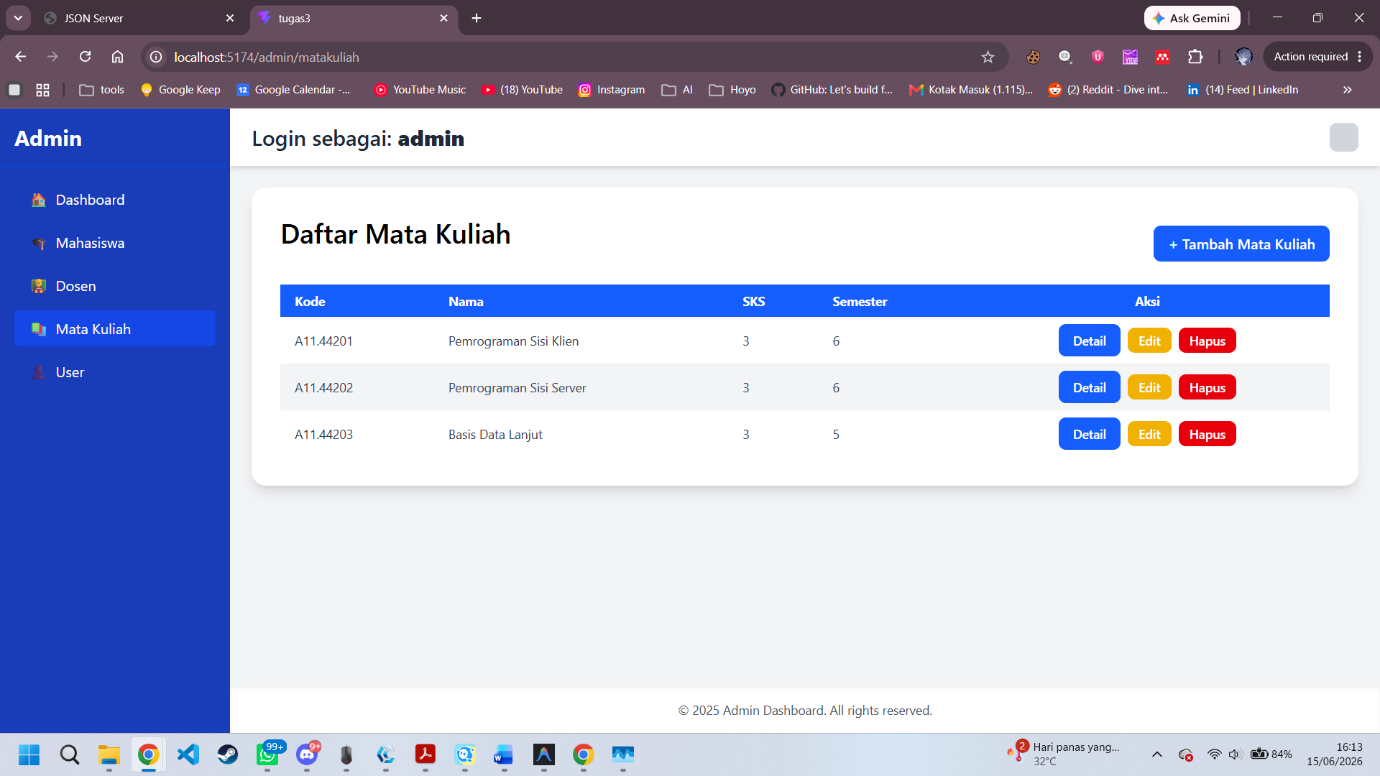 JSON Server
tugas3
Ask Gemini
localhost:5174/admin/matakuliah
Action required
tools
Google Keep
12
Google Calendar -...
YouTube Music
(18) YouTube
Instagram
AI
Hoyo
GitHub: Let's build f...
Kotak Masuk (1.115)...
(2) Reddit - Dive int...
(14) Feed | LinkedIn
Admin
Login sebagai: admin
Dashboard
Mahasiswa
Dosen
Mata Kuliah
User
Daftar Mata Kuliah
+ Tambah Mata Kuliah
Kode Nama SKS Semester Aksi
A11.44201 Pemrograman Sisi Klien 3 6 Detail Edit Hapus
A11.44202 Pemrograman Sisi Server 3 6 Detail Edit Hapus
A11.44203 Basis Data Lanjut 3 5 Detail Edit Hapus
© 2025 Admin Dashboard. All rights reserved.
99+
9+
2
Hari panas yang...
32°C
84%
16:13
15/06/2026